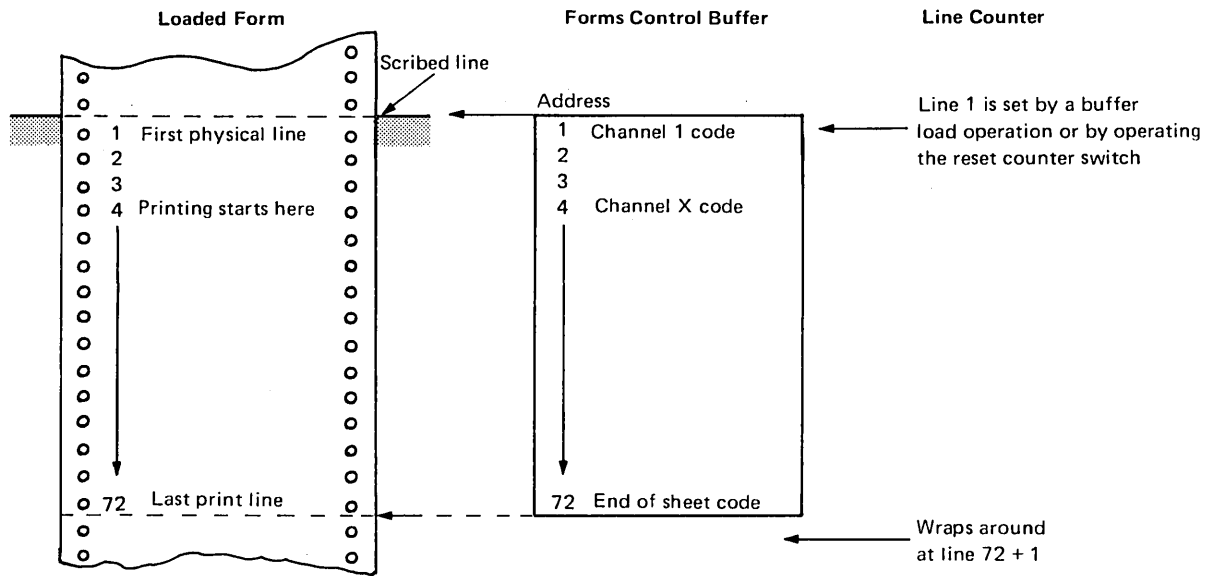 Loaded Form
Forms Control Buffer
Line Counter
Scribed line
Address
Line 1 is set by a buffer
load operation or by operating
the reset counter switch
1 First physical line
2
3
4 Printing starts here
72 Last print line
1 Channel 1 code
2
3
4 Channel X code
72 End of sheet code
Wraps around
at line 72 + 1